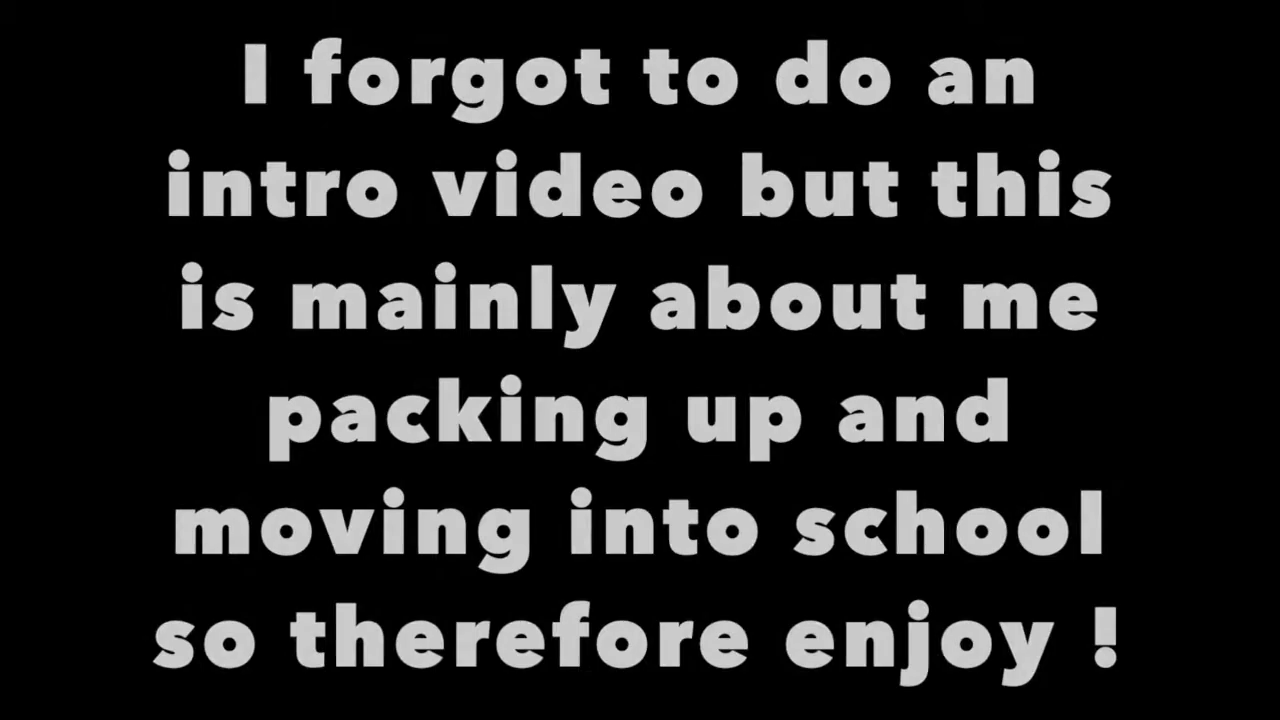 I forgot to do an
intro video but this
is mainly about me
packing up and
moving into school
so therefore enjoy !